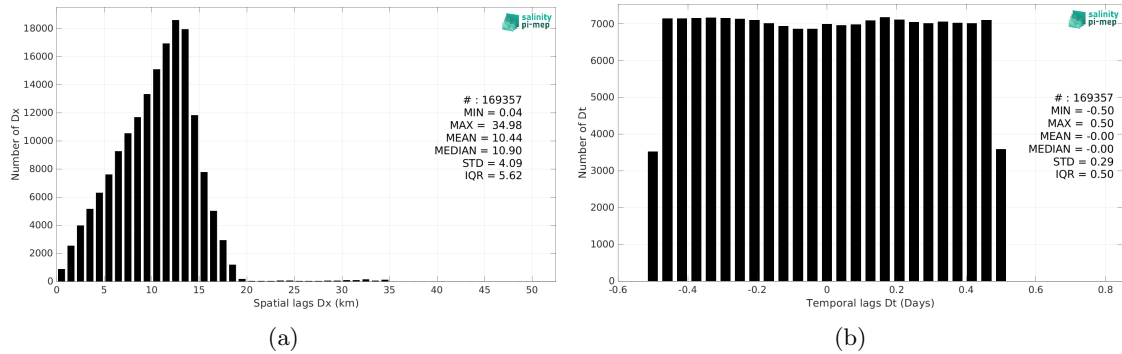 salinity
pi-mep
18000
16000
14000
12000
10000
8000
6000
4000
2000
0
Number of Dx
# : 169357
MIN = 0.04
MAX = 34.98
MEAN = 10.44
MEDIAN = 10.90
STD = 4.09
IQR = 5.62
0 5 10 15 20 25 30 35 40 45 50
Spatial lags Dx (km)
(a)
salinity
pi-mep
7000
6000
5000
4000
3000
2000
1000
0
Number of Dt
# : 169357
MIN = -0.50
MAX = 0.50
MEAN = -0.00
MEDIAN = -0.00
STD = 0.29
IQR = 0.50
-0.6 -0.4 -0.2 0 0.2 0.4 0.6 0.8
Temporal lags Dt (Days)
(b)